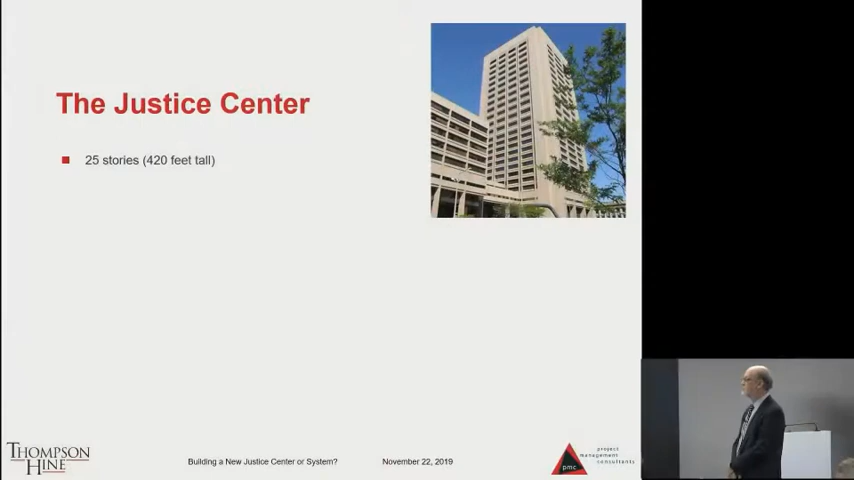 The Justice Center
25 stories (420 feet tall)
THOMPSON
HINE
Building a New Justice Center or System?
November 22, 2019
pmc
project
management
consultants